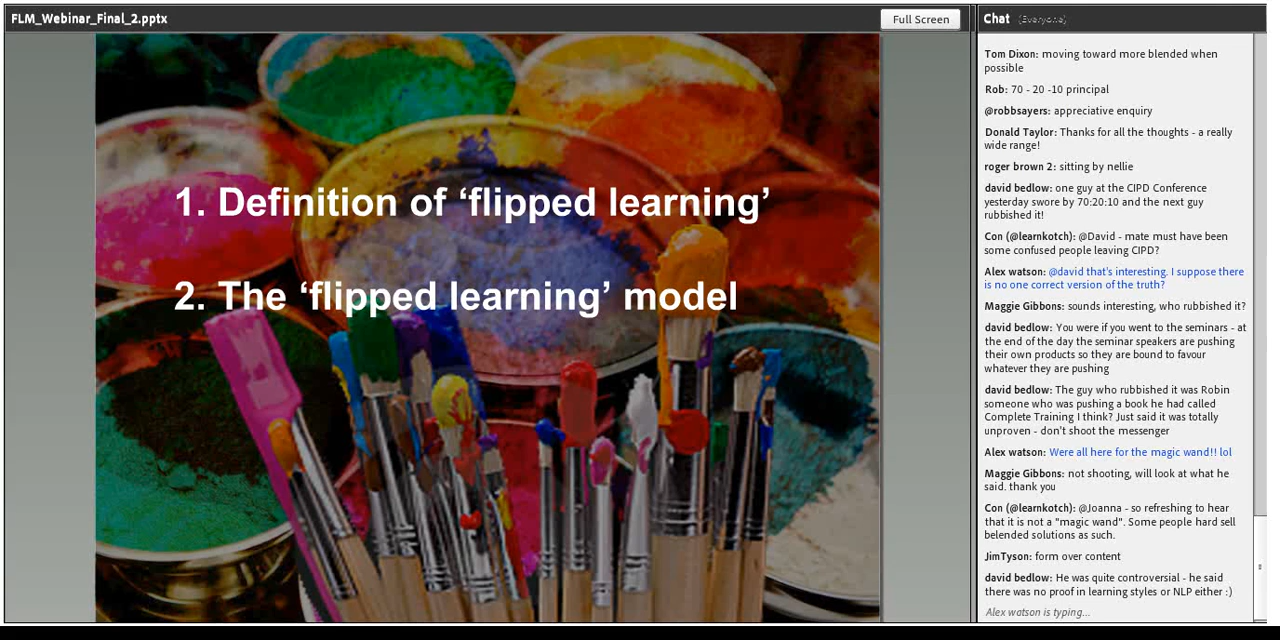 FLM_Webinar_Final_2.pptx
Full Screen
1. Definition of ‘flipped learning’
2. The ‘flipped learning’ model
Chat (Everyone)
Tom Dixon: moving toward more blended when
possible
Rob: 70 - 20 -10 principal
@robbsayers: appreciative enquiry
Donald Taylor: Thanks for all the thoughts - a really
wide range!
roger brown 2: sitting by nellie
david bedlow: one guy at the CIPD Conference
yesterday swore by 70:20:10 and the next guy
rubbished it!
Con (@learnkotch): @David - mate must have been
some confused people leaving CIPD?
Alex watson: @david that's interesting. I suppose there
is no one correct version of the truth?
Maggie Gibbons: sounds interesting, who rubbished it?
david bedlow: You were if you went to the seminars - at
the end of the day the seminar speakers are pushing
their own products so they are bound to favour
whatever they are pushing
david bedlow: The guy who rubbished it was Robin
someone who was pushing a book he had called
Complete Training I think? Just said it was totally
unproven - don't shoot the messenger
Alex watson: Were all here for the magic wand!! lol
Maggie Gibbons: not shooting, will look at what he
said. thank you
Con (@learnkotch): @Joanna - so refreshing to hear
that it is not a "magic wand". Some people hard sell
belended solutions as such.
JimTyson: form over content
david bedlow: He was quite controversial - he said
there was no proof in learning styles or NLP either :)
Alex watson is typing...